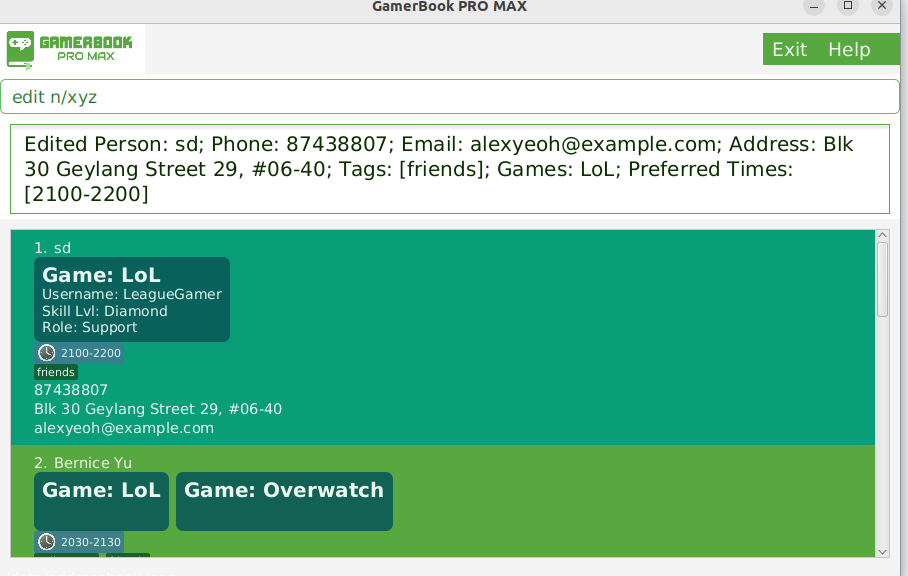 GamerBook PRO MAX
GAMERBOOK
PRO MAX
Exit Help
edit n/xyz
Edited Person: sd; Phone: 87438807; Email: alexyeoh@example.com; Address: Blk
30 Geylang Street 29, #06-40; Tags: [friends]; Games: LoL; Preferred Times:
[2100-2200]
1. sd
Game: LoL
Username: LeagueGamer
Skill Lvl: Diamond
Role: Support
2100-2200
friends
87438807
Blk 30 Geylang Street 29, #06-40
alexyeoh@example.com
2. Bernice Yu
Game: LoL Game: Overwatch
2030-2130